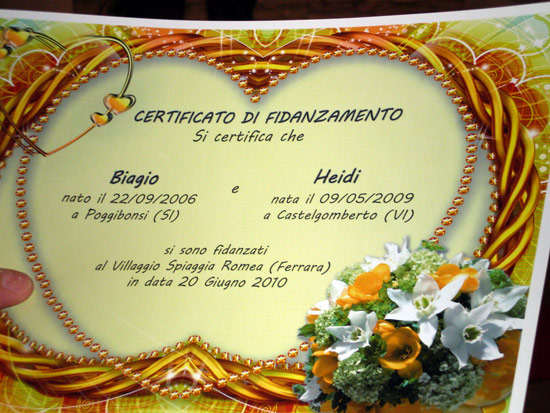 CERTIFICATO DI FIDANZAMENTO
Si certifica che
Biagio e Heidi
nato il 22/09/2006 nata il 09/05/2009
a Poggibonsi (SI) a Castelgomberto (VI)
si sono fidanzati
al Villaggio Spiaggia Romea (Ferrara)
in data 20 Giugno 2010